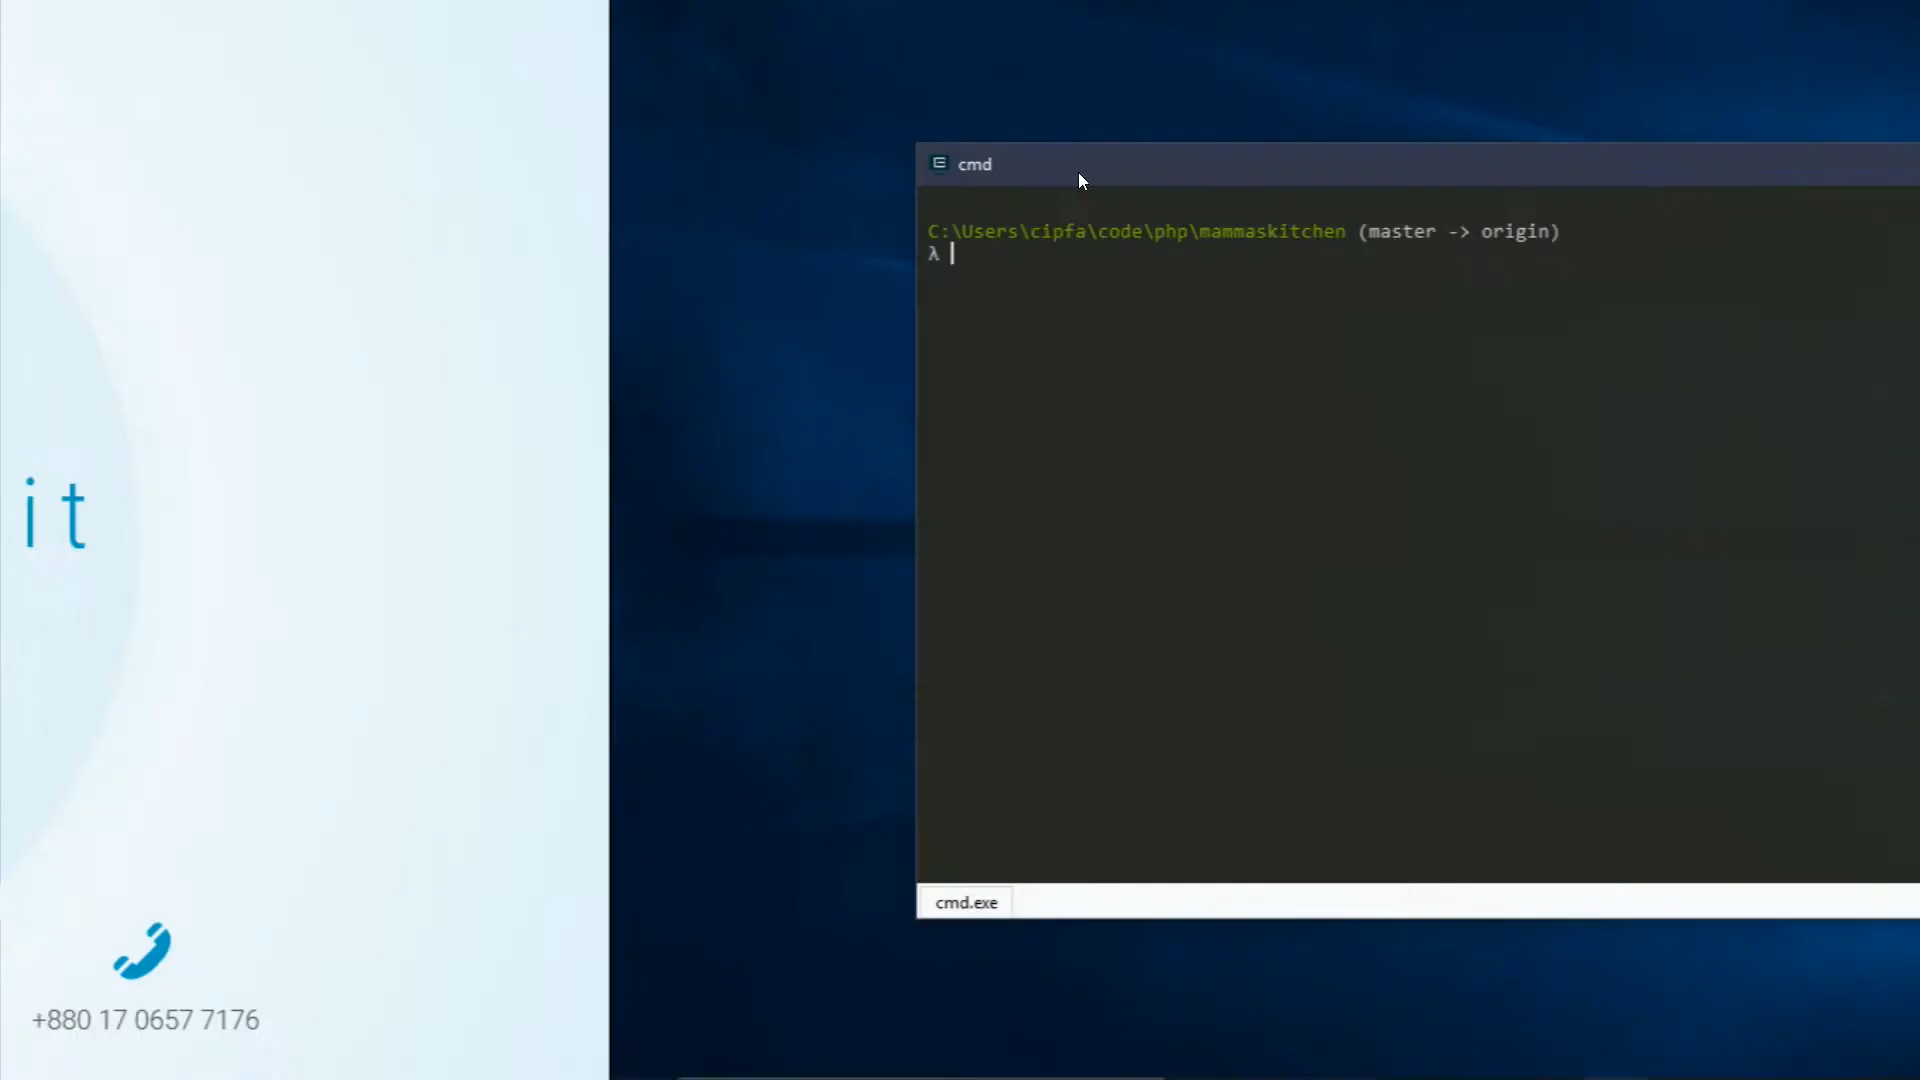 it
+880 17 0657 7176
cmd
C:\Users\cipfa\code\php\mammaskitchen (master -> origin)
λ
cmd.exe